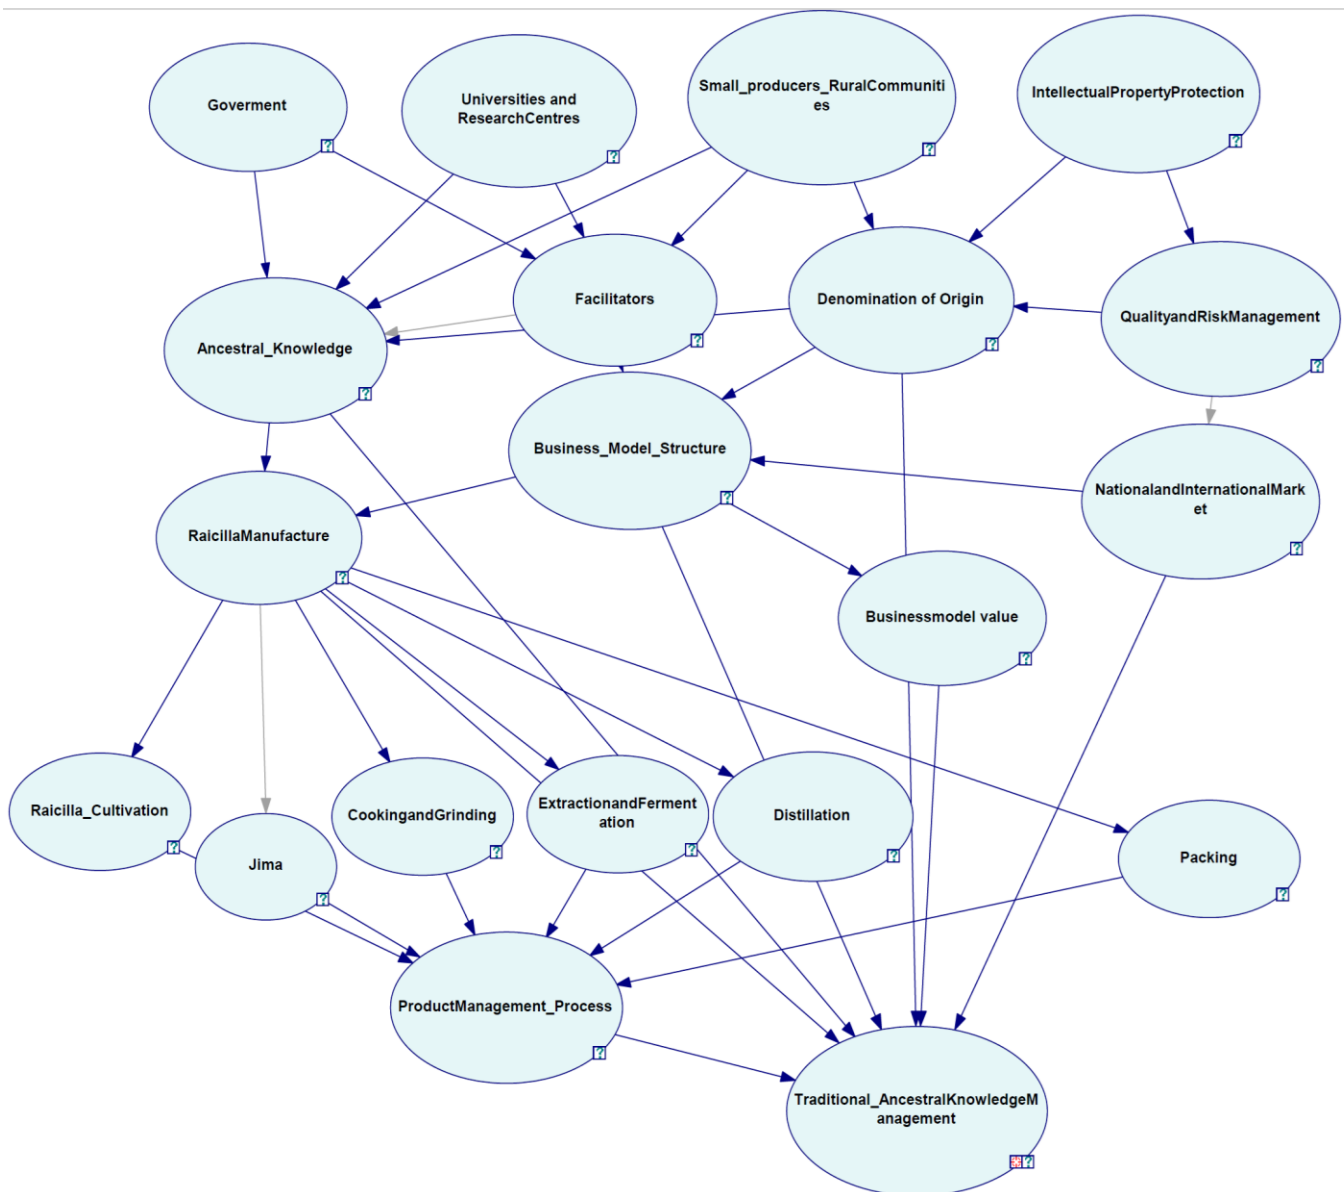 Goverment
Universities and
ResearchCentres
Small_producers_RuralCommuniti
es
IntellectualPropertyProtection
Ancestral_Knowledge
Facilitators
Denomination of Origin
QualityandRiskManagement
Business_Model_Structure
NationalandInternationalMark
et
RaicillaManufacture
Businessmodel value
Raicilla_Cultivation
Jima
CookingandGrinding
ExtractionandFerment
ation
Distillation
Packing
ProductManagement_Process
Traditional_AncestralKnowledgeM
anagement